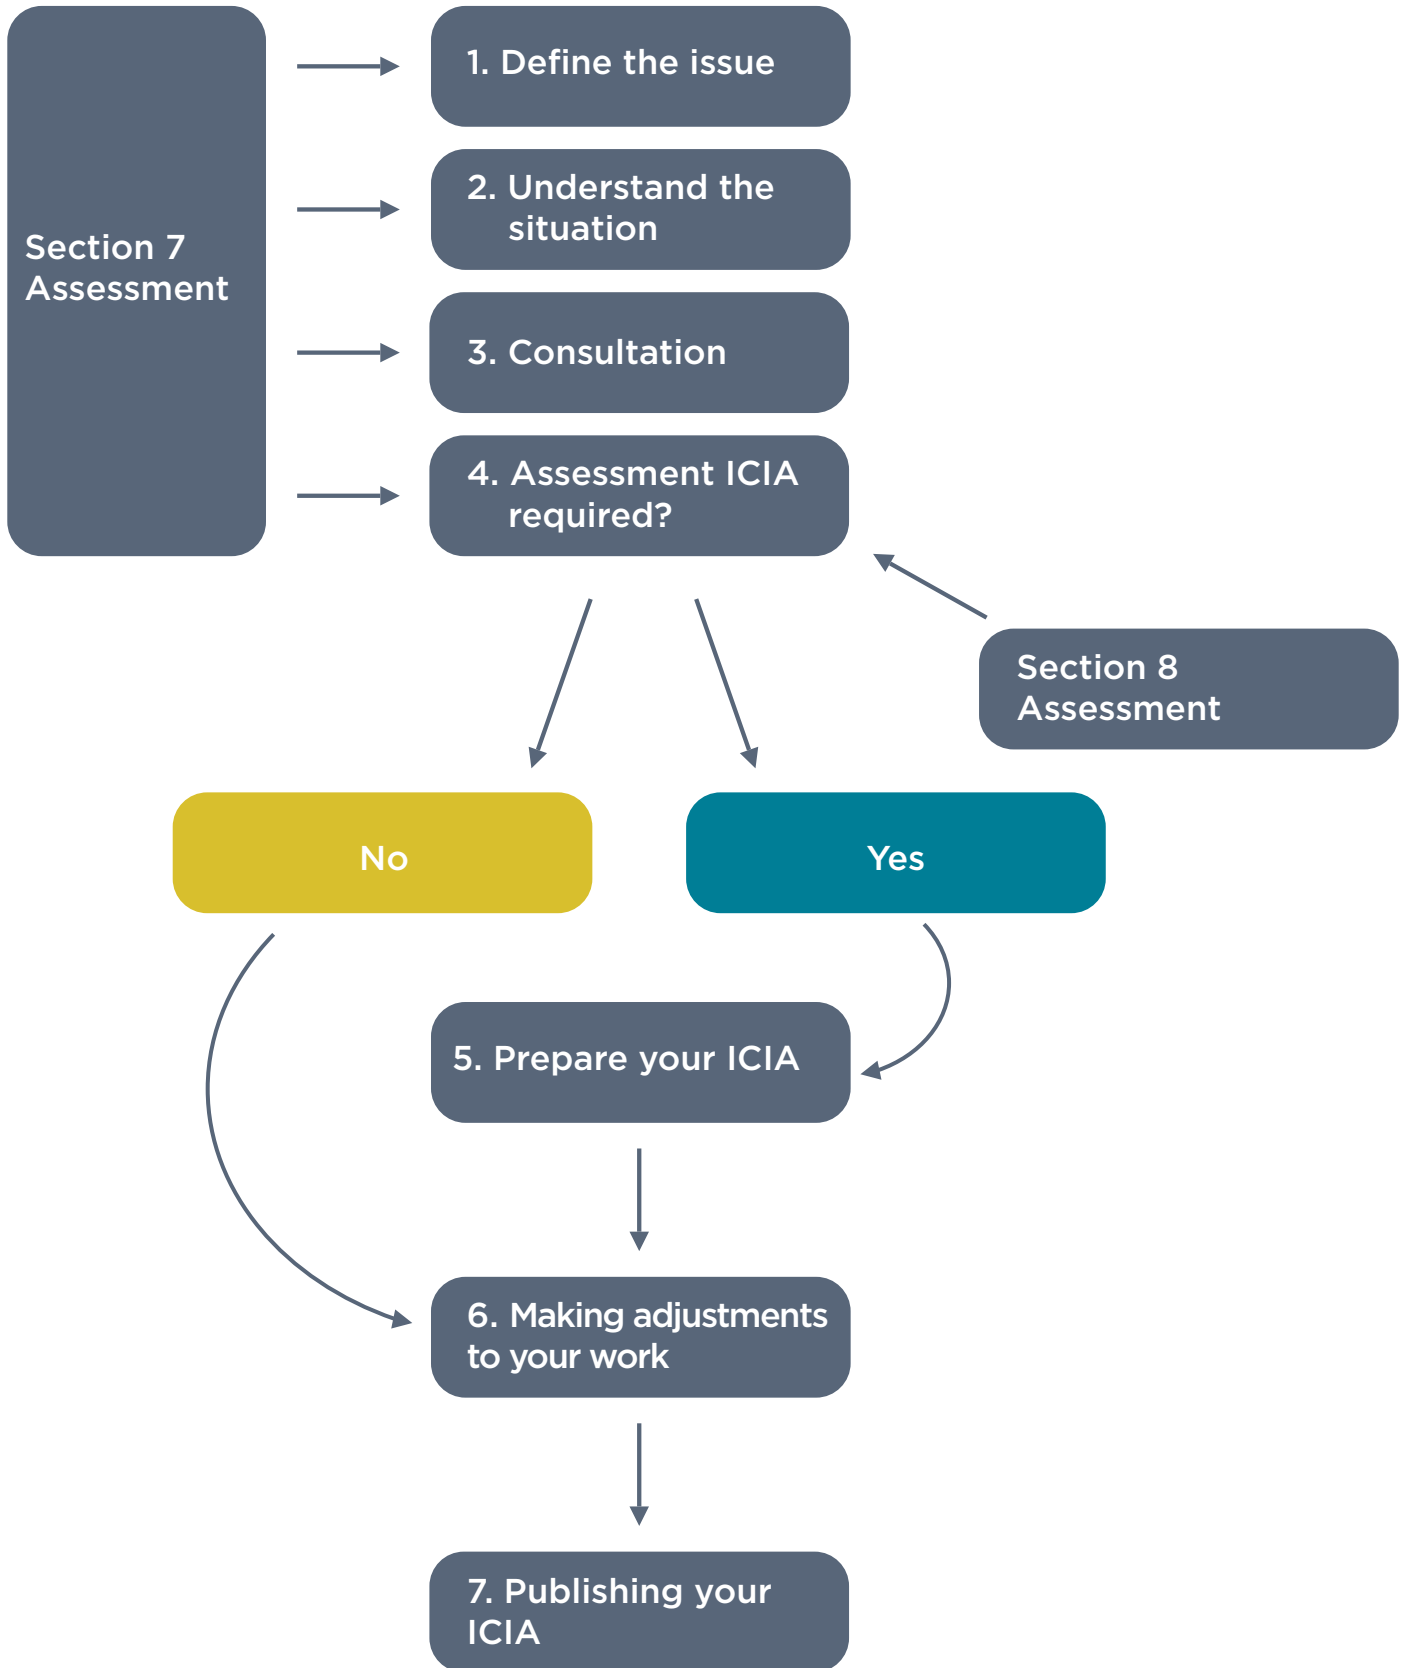 Section 7
Assessment
1. Define the issue
2. Understand the
situation
3. Consultation
4. Assessment ICIA
required?
Section 8
Assessment
No
Yes
5. Prepare your ICIA
6. Making adjustments
to your work
7. Publishing your
ICIA